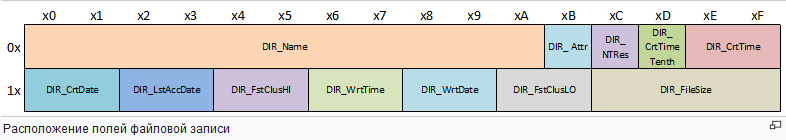 x0 x1 x2 x3 x4 x5 x6 x7 x8 x9 xA xB xC xD xE xF
0x DIR_Name DIR_ Attr DIR_ NTRes DIR_ CrtTime Tenth DIR_CrtTime
1x DIR_CrtDate DIR_LstAccDate DIR_FstClusHI DIR_WrtTime DIR_WrtDate DIR_FstClusLO DIR_FileSize
Расположение полей файловой записи